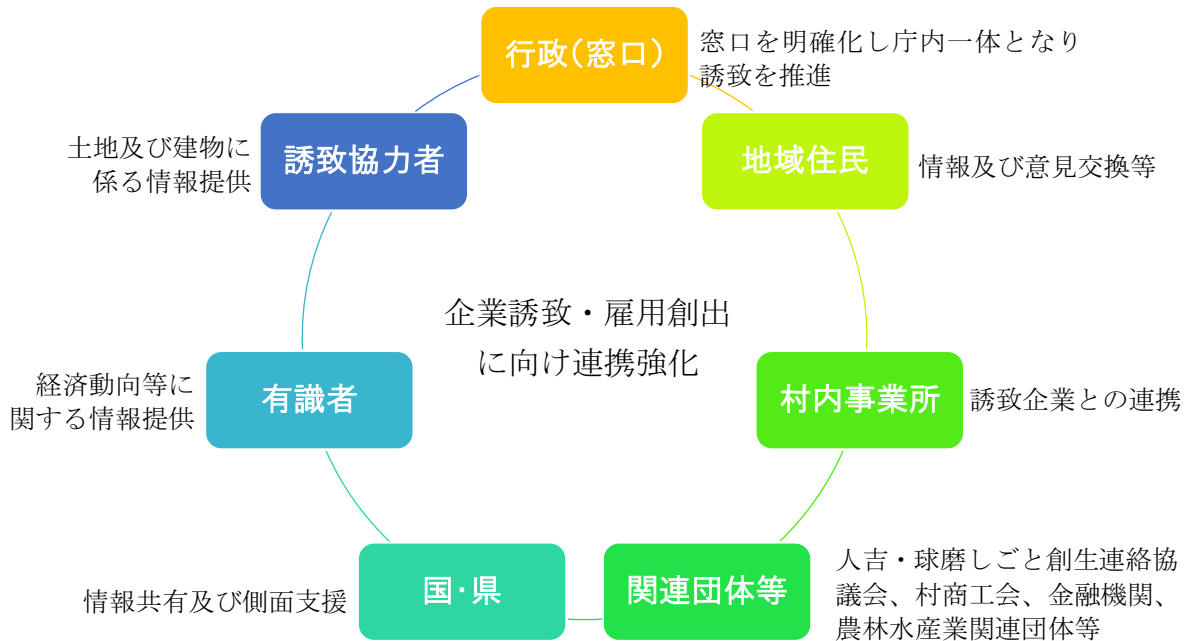 行政(窓口)
窓口を明確化し庁内一体となり
誘致を推進
地域住民
情報及び意見交換等
村内事業所
誘致企業との連携
関連団体等
人吉・球磨しごと創生連絡協
議会、村商工会、金融機関、
農林水産業関連団体等
国・県
情報共有及び側面支援
有識者
経済動向等に
関する情報提供
誘致協力者
土地及び建物に
係る情報提供
企業誘致・雇用創出
に向け連携強化